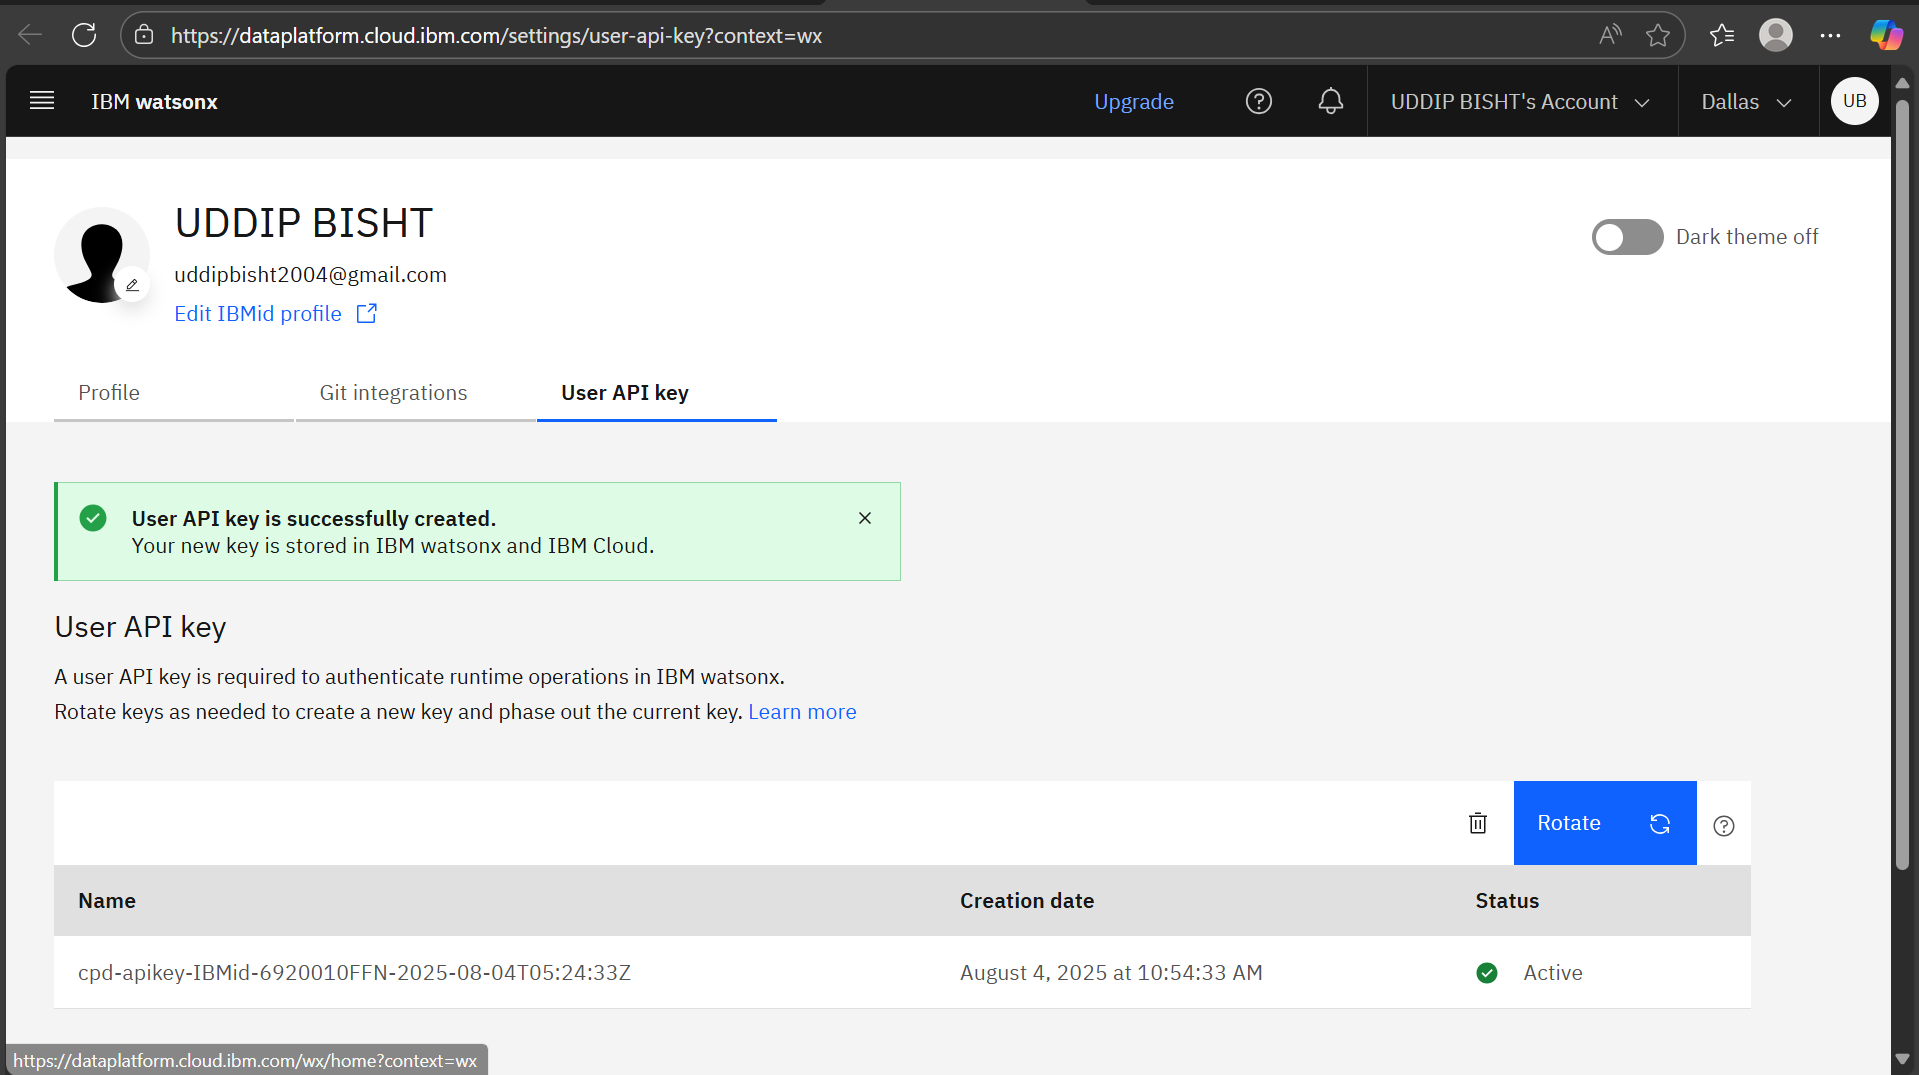 https://dataplatform.cloud.ibm.com/settings/user-api-key?context=wx
IBM watsonx
Upgrade
UDDIP BISHT's Account
Dallas
UB
UDDIP BISHT
uddipbisht2004@gmail.com
Edit IBMid profile
Dark theme off
Profile
Git integrations
User API key
User API key is successfully created.
Your new key is stored in IBM watsonx and IBM Cloud.
User API key
A user API key is required to authenticate runtime operations in IBM watsonx.
Rotate keys as needed to create a new key and phase out the current key. Learn more
Rotate
Name Creation date Status
cpd-apikey-IBMid-6920010FFN-2025-08-04T05:24:33Z August 4, 2025 at 10:54:33 AM Active
https://dataplatform.cloud.ibm.com/wx/home?context=wx